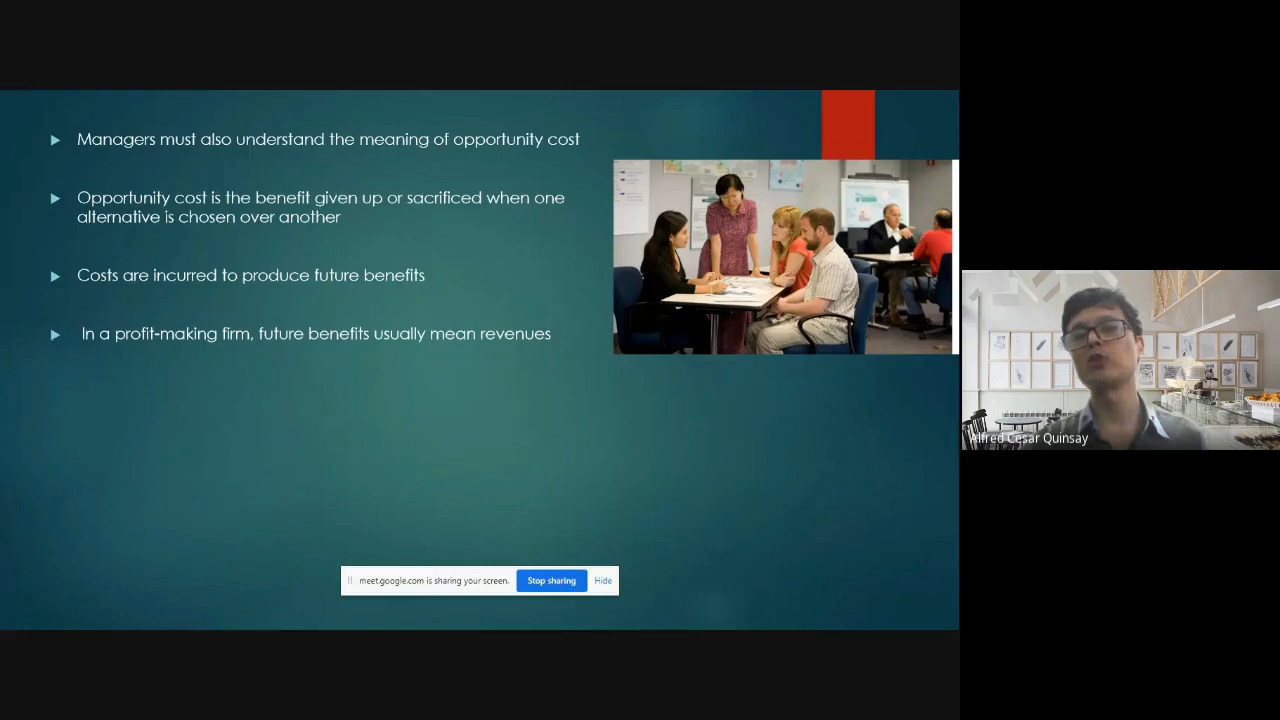 Managers must also understand the meaning of opportunity cost
Opportunity cost is the benefit given up or sacrificed when one
alternative is chosen over another
Costs are incurred to produce future benefits
In a profit-making firm, future benefits usually mean revenues
meet.google.com is sharing your screen.
Stop sharing
Hide
Alfred Cesar Quinsay